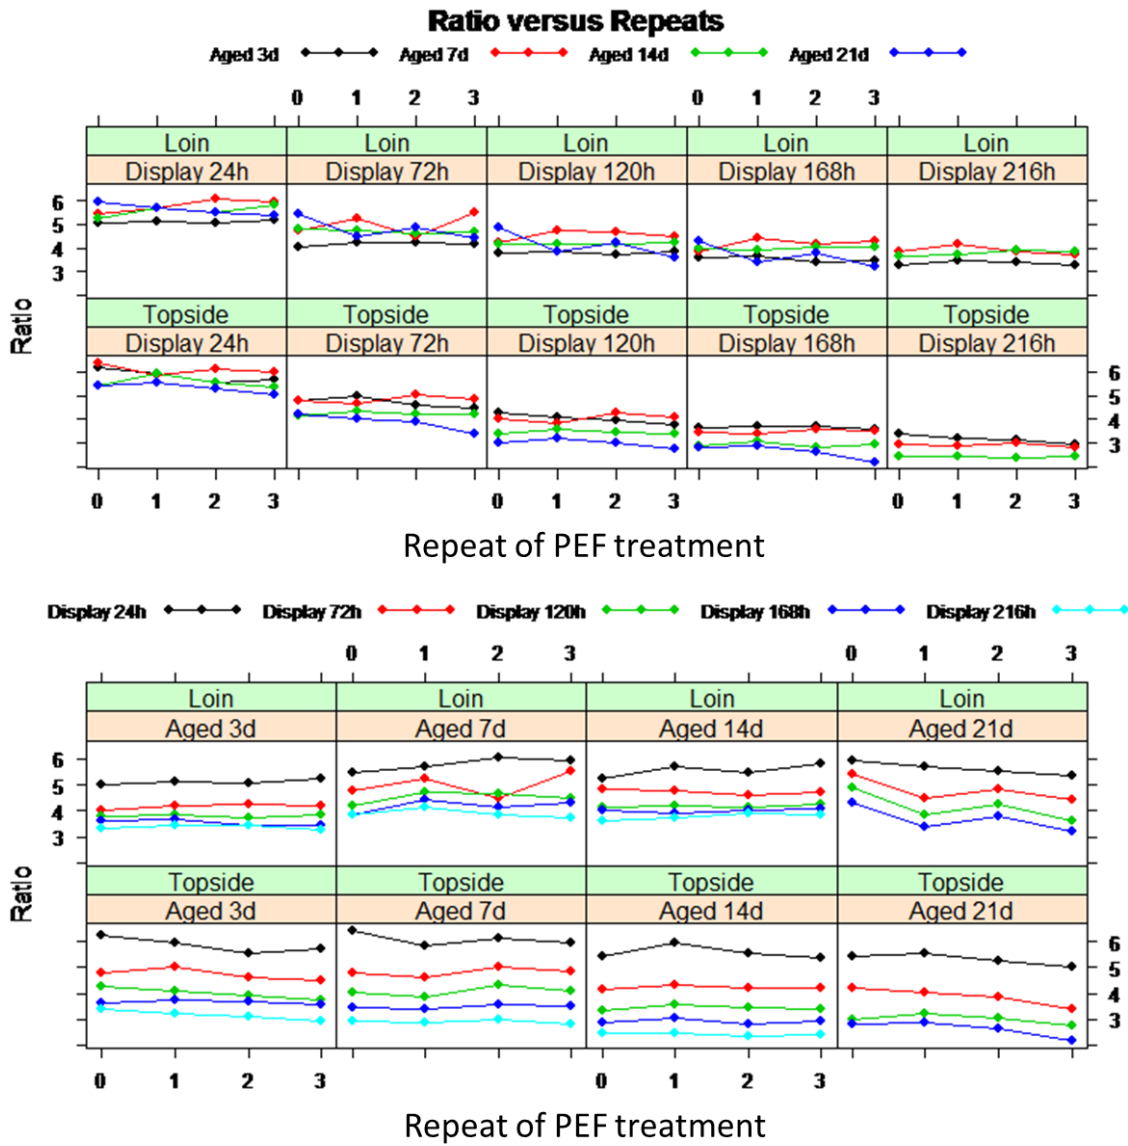 Ratio versus Repeats
Aged 3d Aged 7d Aged 14d Aged 21d
0 1 2 3 0 1 2 3
Loin Loin Loin Loin Loin
Display 24h Display 72h Display 120h Display 168h Display 216h
6
5
4
3
Ratio
Topside Topside Topside Topside Topside
Display 24h Display 72h Display 120h Display 168h Display 216h
6
5
4
3
0 1 2 3 0 1 2 3 0 1 2 3
Repeat of PEF treatment
Display 24h Display 72h Display 120h Display 168h Display 216h
0 1 2 3 0 1 2 3
Loin Loin Loin Loin
Aged 3d Aged 7d Aged 14d Aged 21d
6
5
4
3
Ratio
Topside Topside Topside Topside
Aged 3d Aged 7d Aged 14d Aged 21d
6
5
4
3
0 1 2 3 0 1 2 3
Repeat of PEF treatment